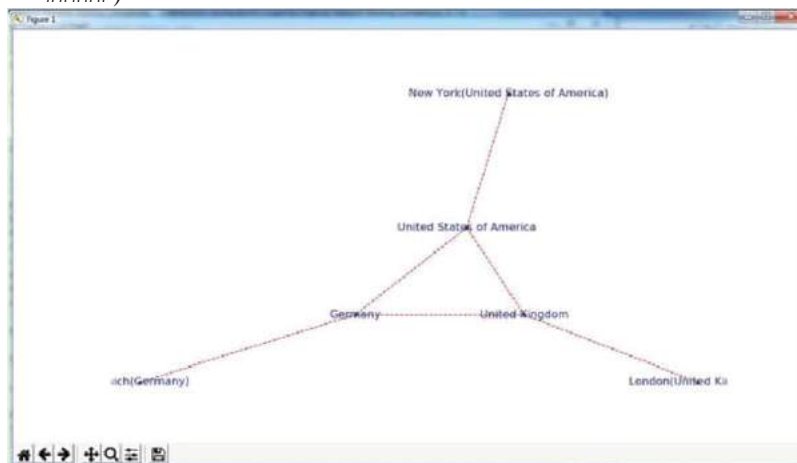 Figure 1
New York(United States of America)
United States of America
Germany
United Kingdom
ich(Germany)
London(United Ki